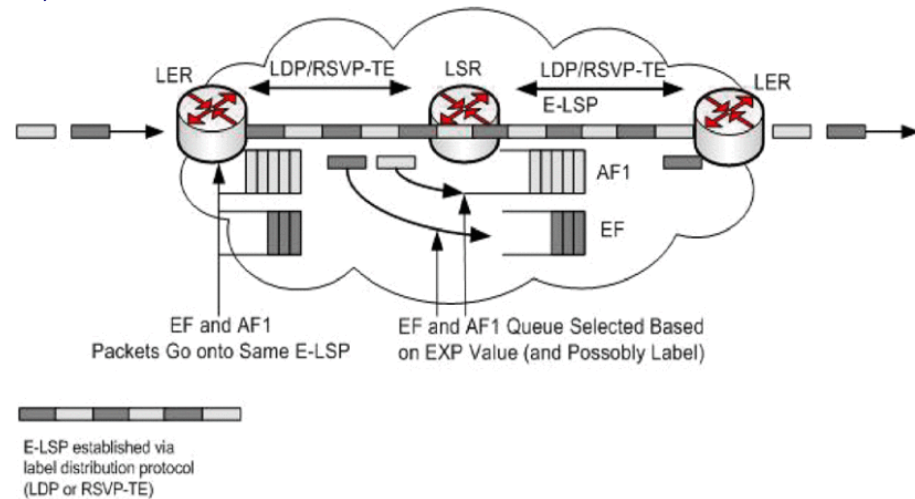 LER
LDP/RSVP-TE
LSR
LDP/RSVP-TE
LER
E-LSP
AF1
EF
EF and AF1
Packets Go onto Same E-LSP
EF and AF1 Queue Selected Based
on EXP Value (and Possobly Label)
E-LSP established via
label distribution protocol
(LDP or RSVP-TE)